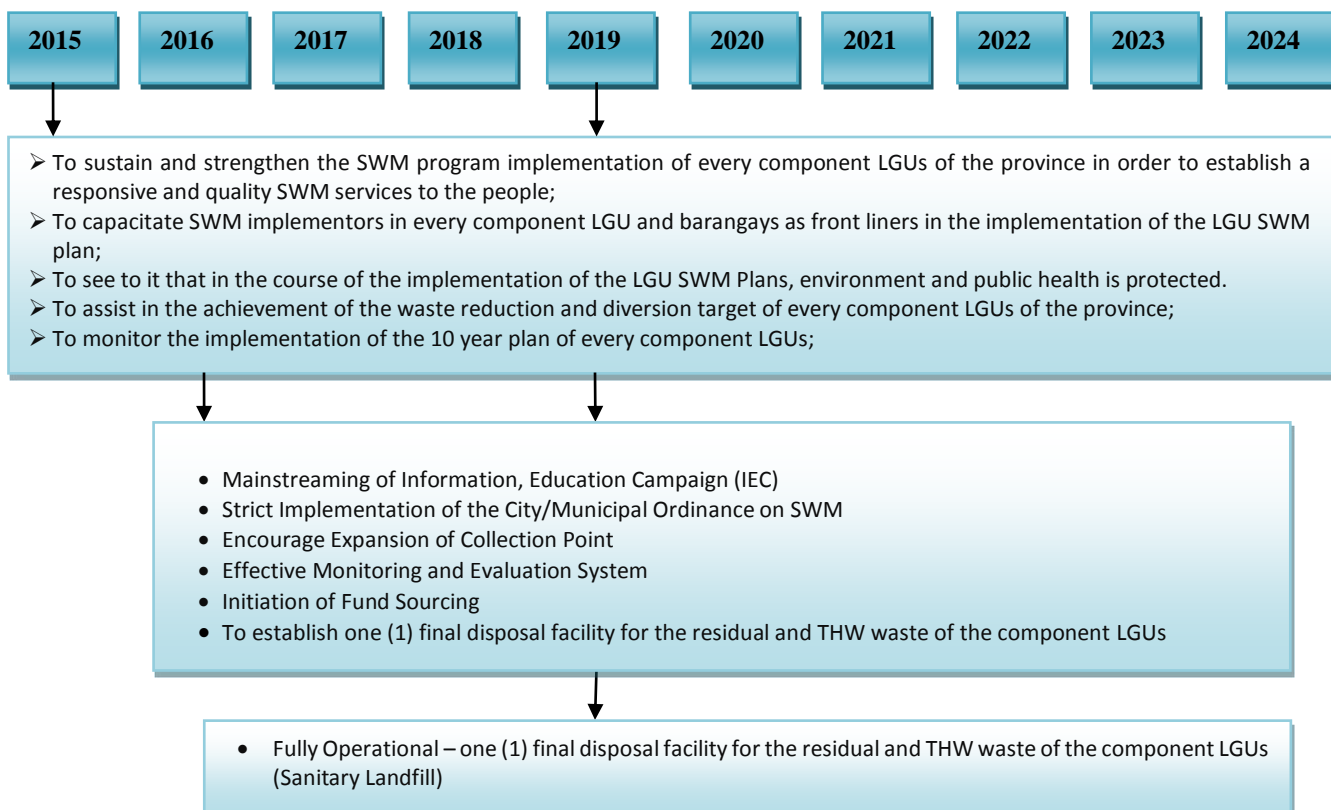 2015 2016 2017 2018 2019 2020 2021 2022 2023 2024
➢ To sustain and strengthen the SWM program implementation of every component LGUs of the province in order to establish a
responsive and quality SWM services to the people;
➢ To capacitate SWM implementors in every component LGU and barangays as front liners in the implementation of the LGU SWM
plan;
➢ To see to it that in the course of the implementation of the LGU SWM Plans, environment and public health is protected.
➢ To assist in the achievement of the waste reduction and diversion target of every component LGUs of the province;
➢ To monitor the implementation of the 10 year plan of every component LGUs;
• Mainstreaming of Information, Education Campaign (IEC)
• Strict Implementation of the City/Municipal Ordinance on SWM
• Encourage Expansion of Collection Point
• Effective Monitoring and Evaluation System
• Initiation of Fund Sourcing
• To establish one (1) final disposal facility for the residual and THW waste of the component LGUs
• Fully Operational – one (1) final disposal facility for the residual and THW waste of the component LGUs
(Sanitary Landfill)